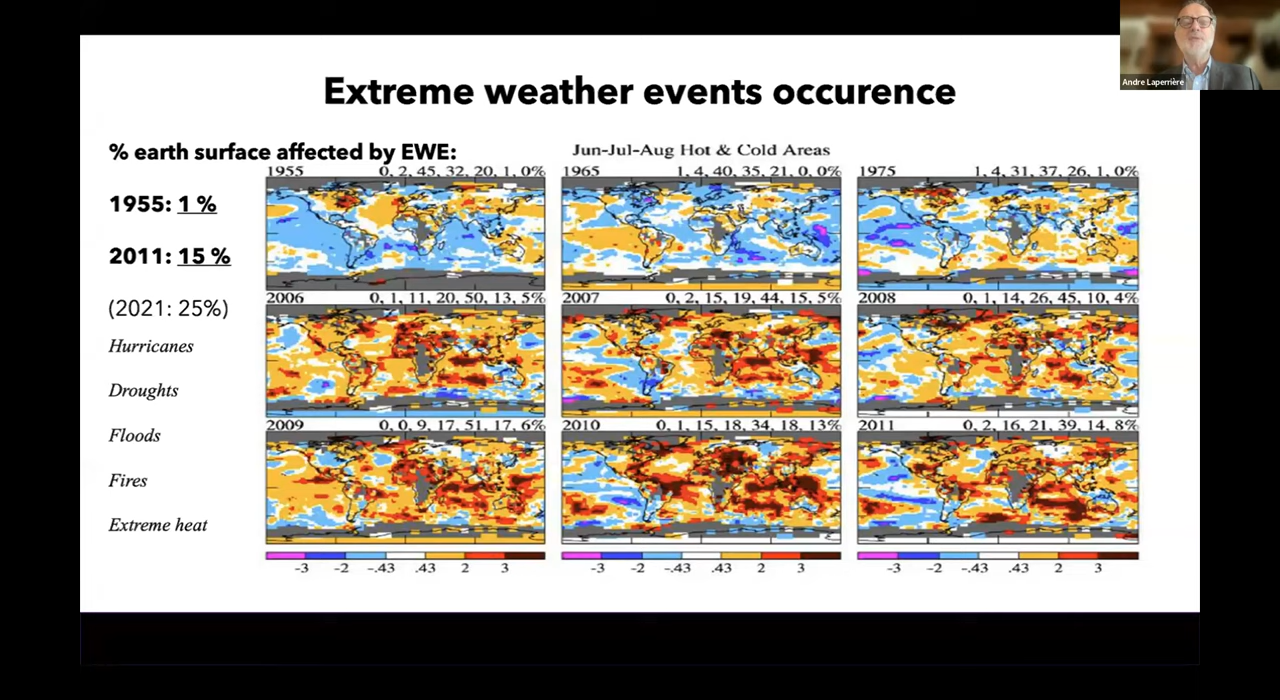 Andre Laperrière
Extreme weather events occurence
% earth surface affected by EWE:
1955: 1 %
2011: 15 %
(2021: 25%)
Hurricanes
Droughts
Floods
Fires
Extreme heat
Jun-Jul-Aug Hot & Cold Areas
1955 0, 2, 45, 32, 20, 1, 0%
1965 1, 4, 40, 35, 21, 0, 0%
1975 1, 4, 31, 37, 26, 1, 0%
2006 0, 1, 11, 20, 50, 13, 5%
2007 0, 2, 15, 19, 44, 15, 5%
2008 0, 1, 14, 26, 45, 10, 4%
2009 0, 0, 9, 17, 51, 17, 6%
2010 0, 1, 15, 18, 34, 18, 13%
2011 0, 2, 16, 21, 39, 14, 8%
-3 -2 -.43 .43 2 3
-3 -2 -.43 .43 2 3
-3 -2 -.43 .43 2 3